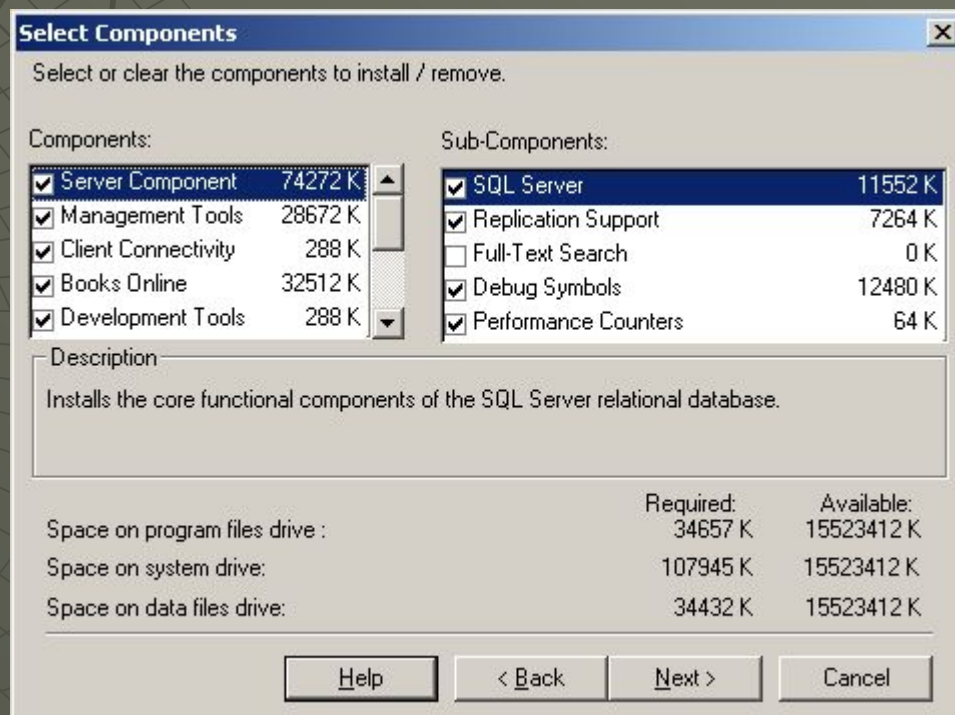 Select Components
Select or clear the components to install / remove.
Components:
Server Component 74272 K
Management Tools 28672 K
Client Connectivity 288 K
Books Online 32512 K
Development Tools 288 K
Sub-Components:
SQL Server 11552 K
Replication Support 7264 K
Full-Text Search 0 K
Debug Symbols 12480 K
Performance Counters 64 K
Description
Installs the core functional components of the SQL Server relational database.
Required: Available:
Space on program files drive : 34657 K 15523412 K
Space on system drive: 107945 K 15523412 K
Space on data files drive: 34432 K 15523412 K
Help < Back Next > Cancel